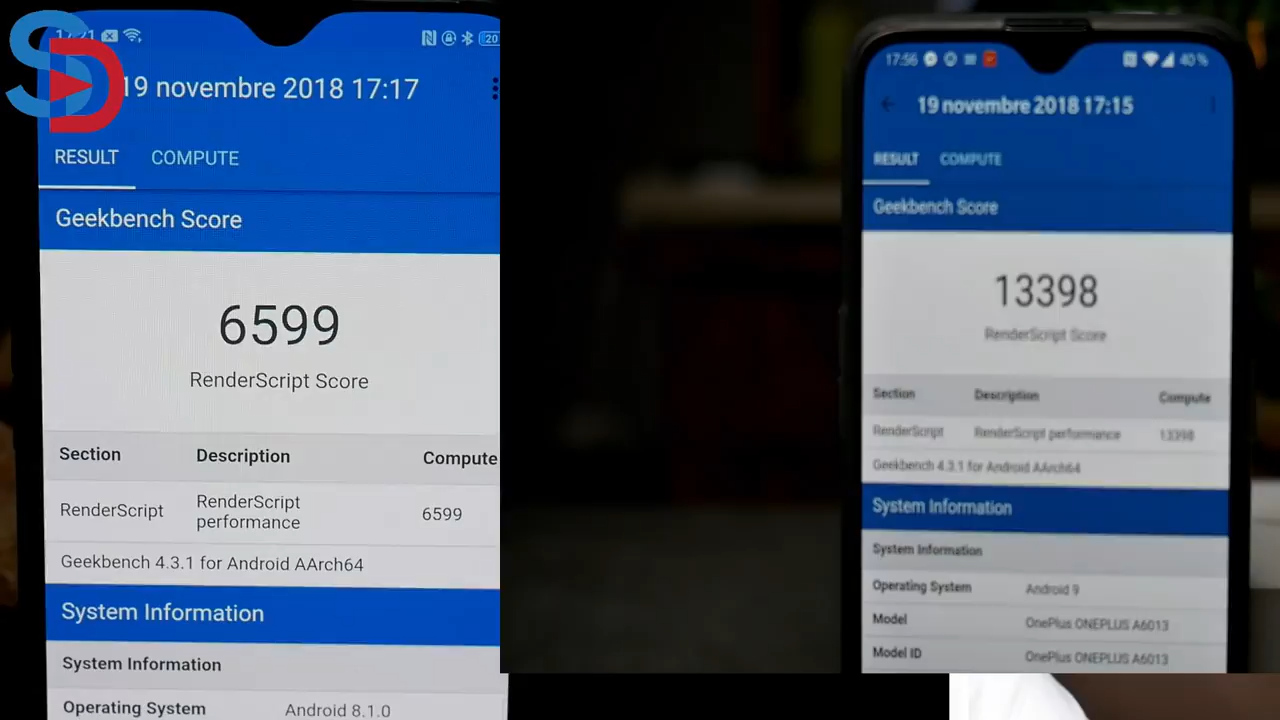 SD
17:21
20
19 novembre 2018 17:17
RESULT COMPUTE
Geekbench Score
6599
RenderScript Score
Section Description Compute
RenderScript RenderScript performance 6599
Geekbench 4.3.1 for Android AArch64
System Information
System Information
Operating System Android 8.1.0
17:56
40%
19 novembre 2018 17:15
RESULT COMPUTE
Geekbench Score
13398
RenderScript Score
Section Description Compute
RenderScript RenderScript performance 13398
Geekbench 4.3.1 for Android AArch64
System Information
System Information
Operating System Android 9
Model OnePlus ONEPLUS A6013
Model ID OnePlus ONEPLUS A6013